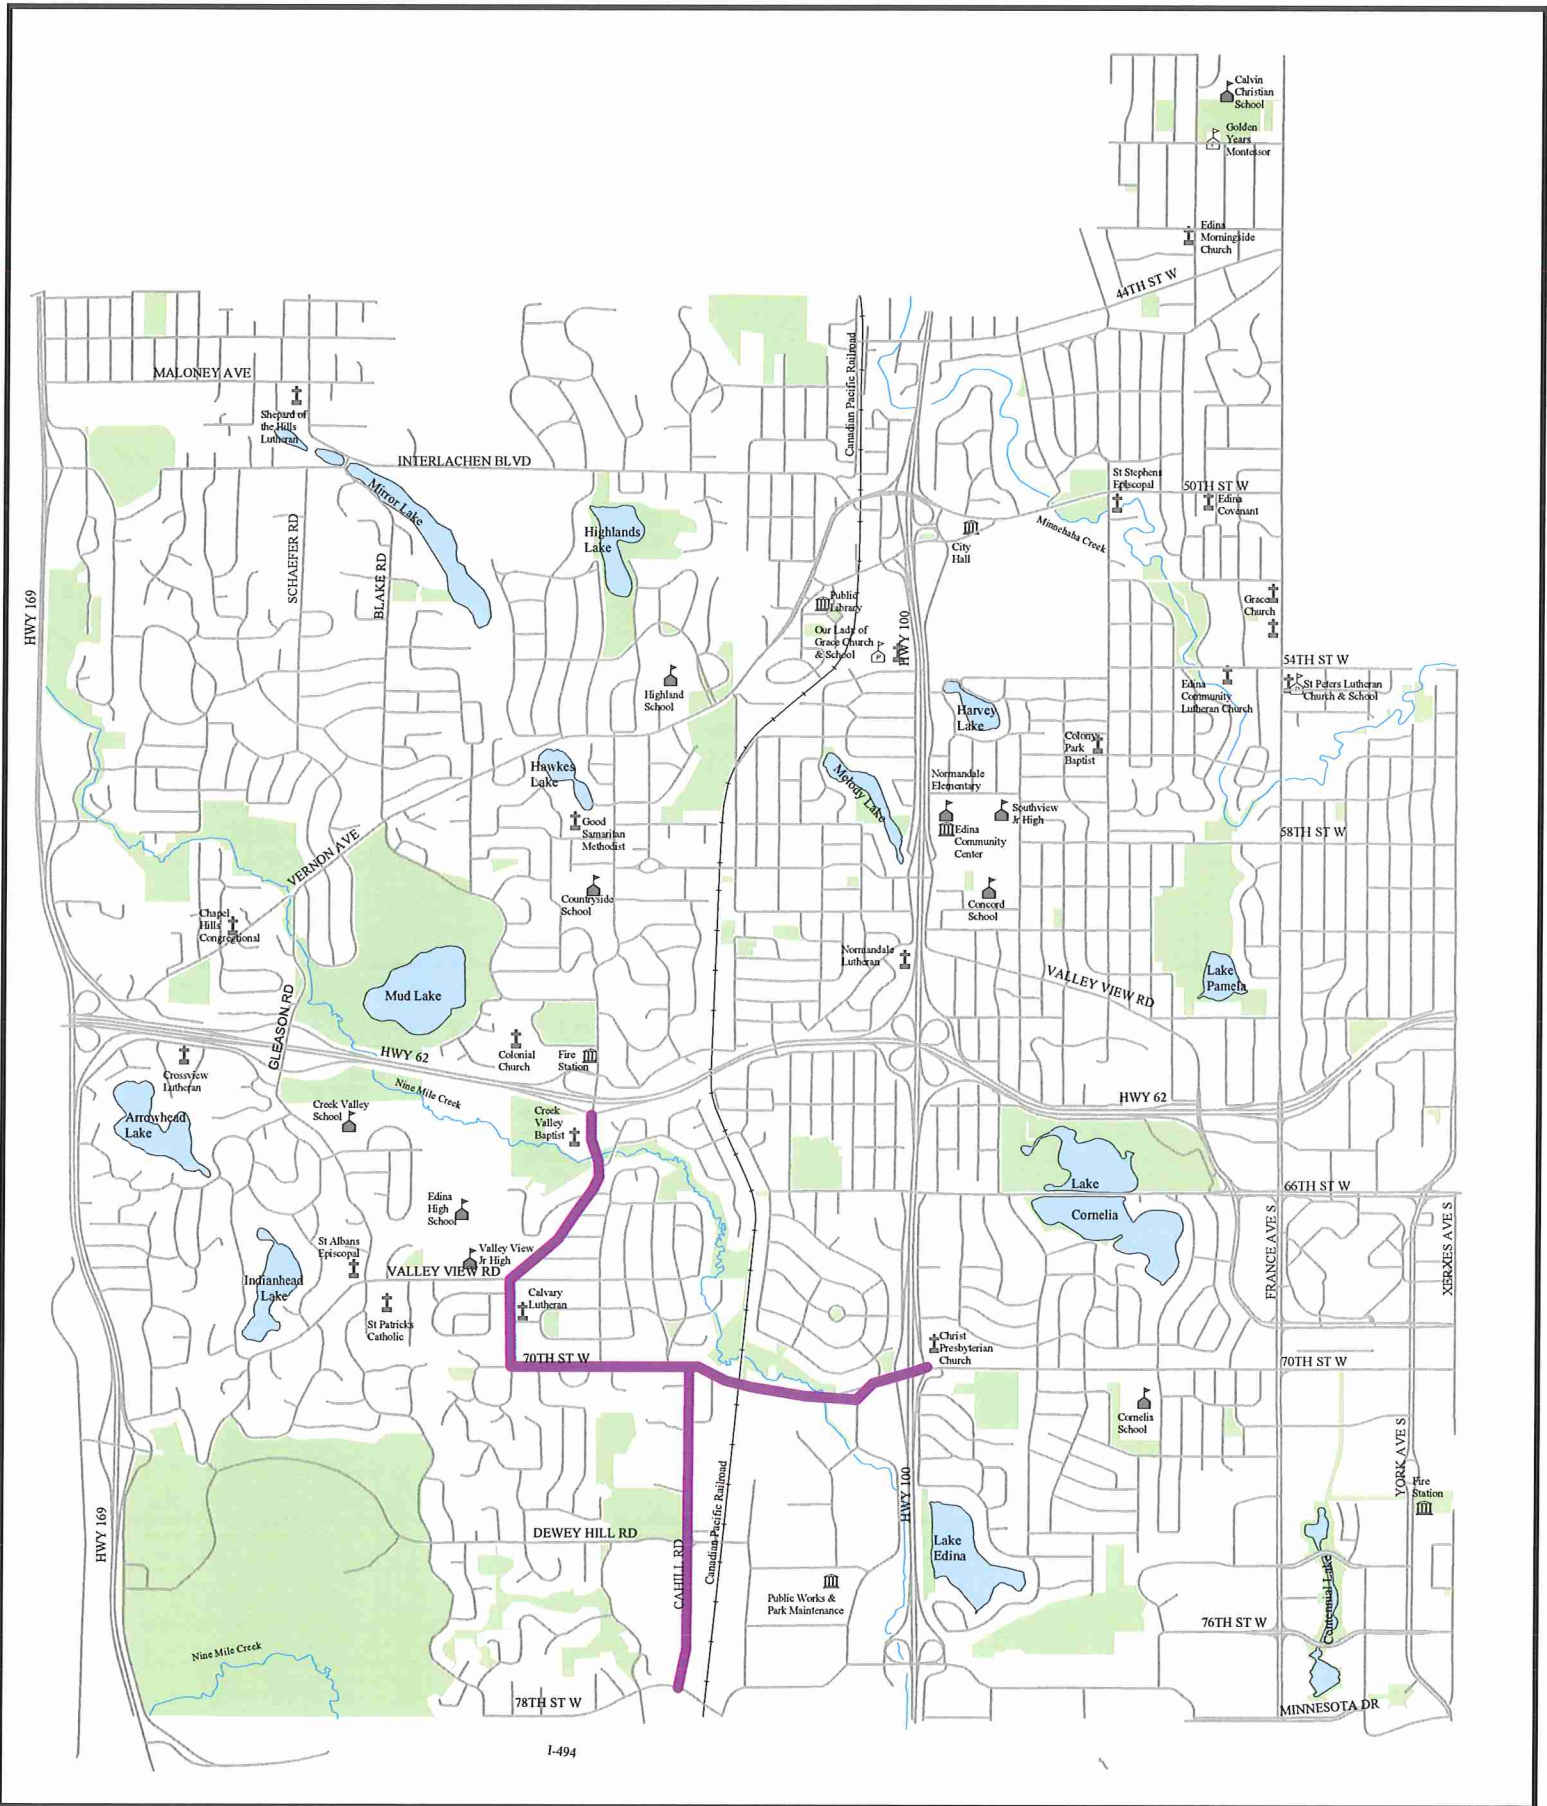 Calvin
Christian
School
Golden
Years
Montessor
Edina
Morningside
Church
44TH ST W
Canadian Pacific Railroad
MALONEY AVE
Shepard of
the Hills
Lutheran
INTERLACHEN BLVD
Mirror Lake
St Stephens
Episcopal
50TH ST W
Edina
Covenant
SCHAEFER RD
BLAKE RD
Highlands
Lake
Minnehaha Creek
City
Hall
HWY 169
Public
Library
Our Lady of
Grace Church
& School
HWY 100
Grace
Church
54TH ST W
Highland
School
Edina
Community
Lutheran Church
St Peters Lutheran
Church & School
Harvey
Lake
Colony
Park
Baptist
Hawkes
Lake
Melody Lake
Normandale
Elementary
Southview
Jr High
Good
Samaritan
Methodist
Edina
Community
Center
58TH ST W
VERNON AVE
Countryside
School
Concord
School
Chapel
Hills
Congregtional
Normandale
Lutheran
VALLEY VIEW RD
Lake
Pamela
Mud Lake
GLEASON RD
HWY 62
Colonial
Church
Fire
Station
Crossview
Lutheran
Nine Mile Creek
HWY 62
Arrowhead
Lake
Creek Valley
School
Creek
Valley
Baptist
Lake
Cornelia
66TH ST W
Edina
High
School
FRANCE AVE S
XERXES AVE S
St Albans
Episcopal
Valley View
Jr High
VALLEY VIEW RD
Indianhead
Lake
Calvary
Lutheran
St Patricks
Catholic
70TH ST W
Christ
Presbyterian
Church
70TH ST W
Cornelia
School
YORK AVE S
Fire
Station
Canadian Pacific Railroad
HWY 100
HWY 169
DEWEY HILL RD
CAHILL RD
Lake
Edina
Public Works &
Park Maintenance
Centennial Lake
76TH ST W
Nine Mile Creek
78TH ST W
MINNESOTA DR
I-494